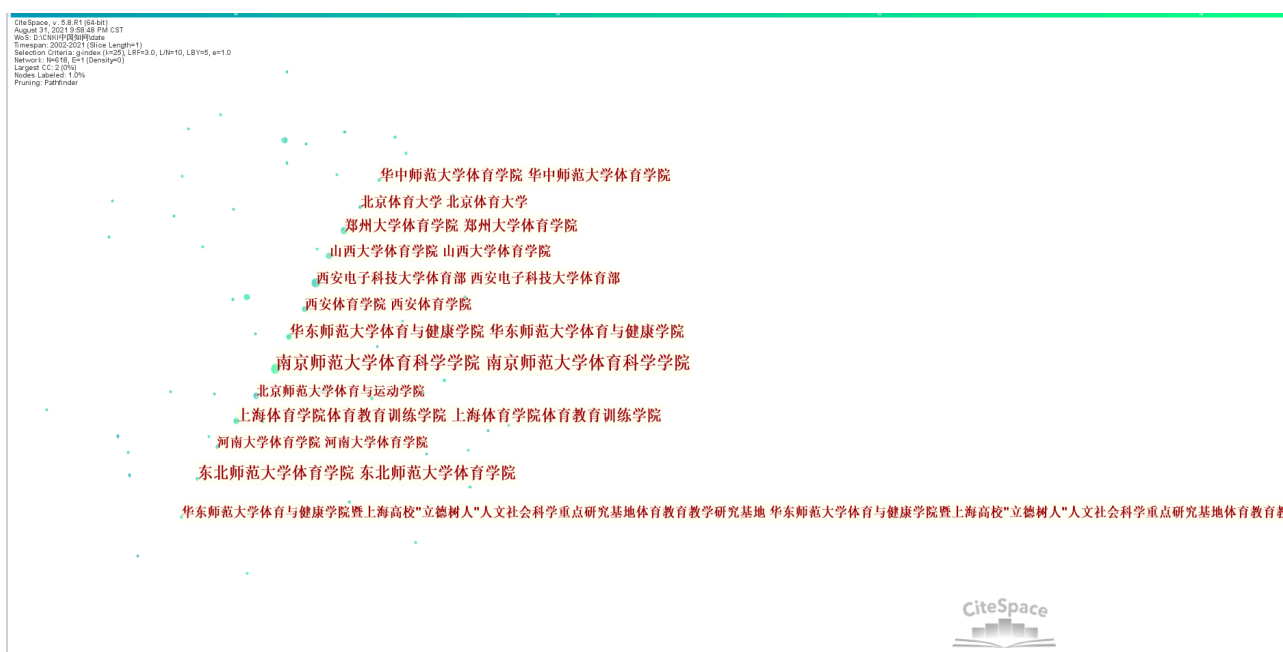 CiteSpace, v. 5.8.R1 (64-bit)
August 31, 2021 9:58:48 PM CST
WoS: D:\CNKI中国知网\date
Timespan: 2002-2021 (Slice Length=1)
Selection Criteria: g-index (k=25), LRF=3.0, L/N=10, LBY=5, e=1.0
Network: N=618, E=1 (Density=0)
Largest CC: 2 (0%)
Nodes Labeled: 1.0%
Pruning: Pathfinder
华中师范大学体育学院 华中师范大学体育学院
北京体育大学 北京体育大学
郑州大学体育学院 郑州大学体育学院
山西大学体育学院 山西大学体育学院
西安电子科技大学体育部 西安电子科技大学体育部
西安体育学院 西安体育学院
华东师范大学体育与健康学院 华东师范大学体育与健康学院
南京师范大学体育科学学院 南京师范大学体育科学学院
北京师范大学体育与运动学院
上海体育学院体育教育训练学院 上海体育学院体育教育训练学院
河南大学体育学院 河南大学体育学院
东北师范大学体育学院 东北师范大学体育学院
华东师范大学体育与健康学院暨上海高校"立德树人"人文社会科学重点研究基地体育教育教学研究基地 华东师范大学体育与健康学院暨上海高校"立德树人"人文社会科学重点研究基地体育教育
CiteSpace